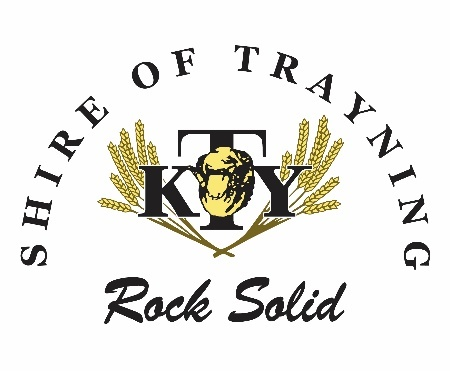 SHIRE OF TRAYNING
KTY
Rock Solid